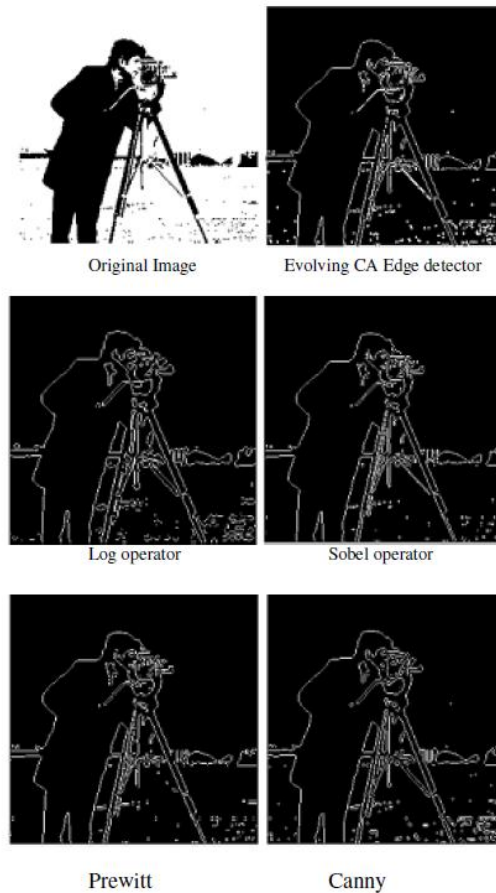 Original Image
Evolving CA Edge detector
Log operator
Sobel operator
Prewitt
Canny